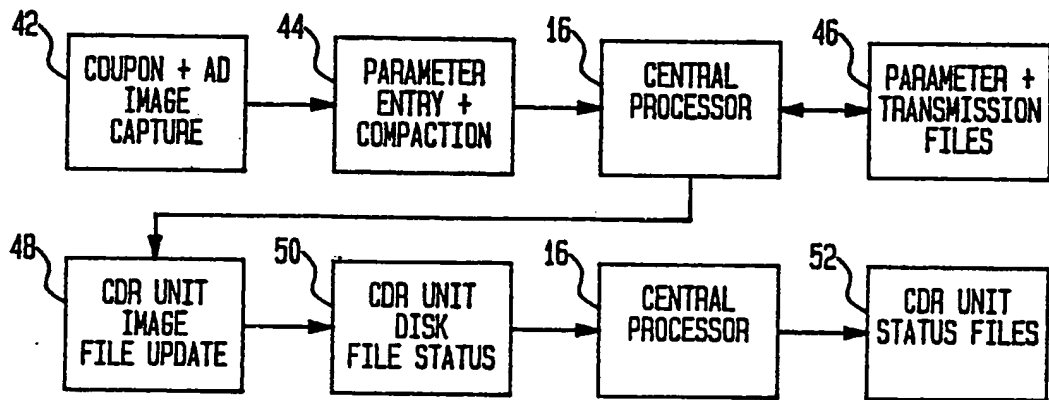 42
COUPON + AD
IMAGE
CAPTURE
44
PARAMETER
ENTRY +
COMPACTION
16
CENTRAL
PROCESSOR
46
PARAMETER +
TRANSMISSION
FILES
48
CDR UNIT
IMAGE
FILE UPDATE
50
CDR UNIT
DISK
FILE STATUS
16
CENTRAL
PROCESSOR
52
CDR UNIT
STATUS FILES